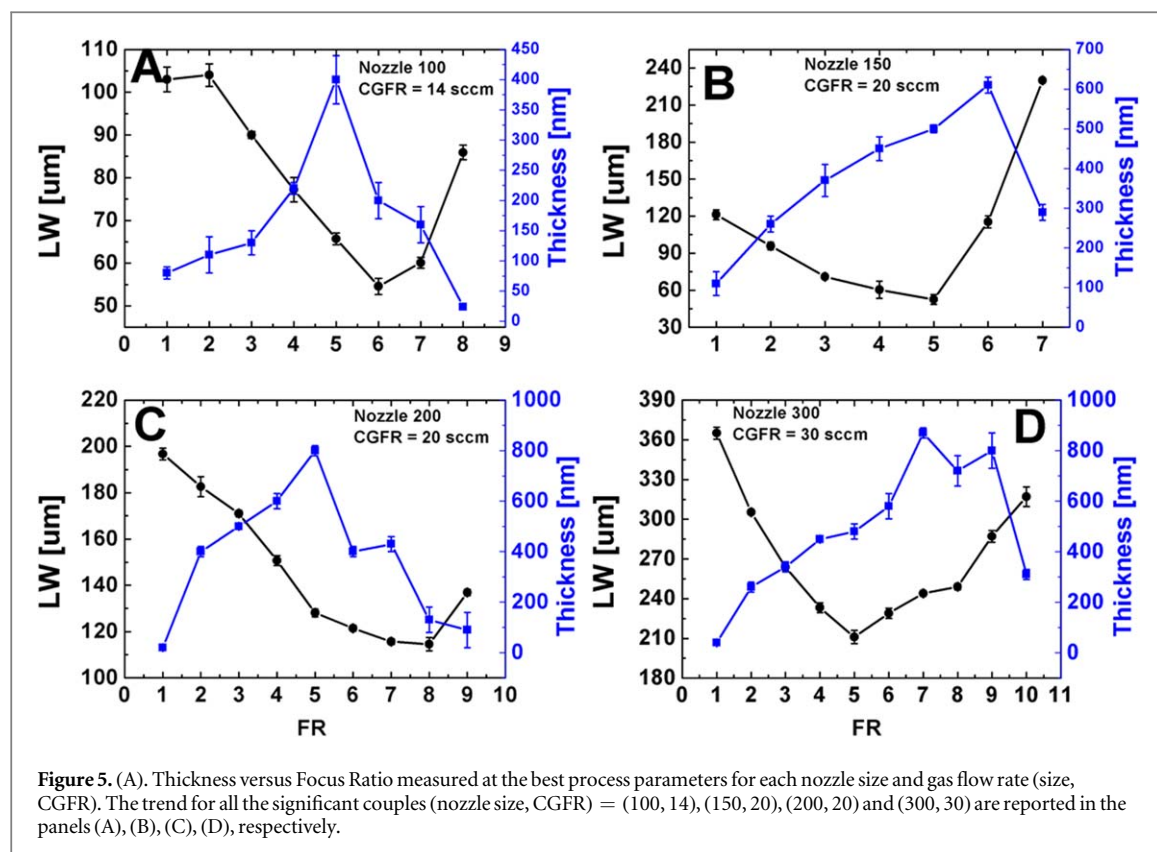 A
Nozzle 100
CGFR = 14 sccm
LW [um]
110
100
90
80
70
60
50
Thickness [nm]
450
400
350
300
250
200
150
100
50
0
0 1 2 3 4 5 6 7 8 9
B
Nozzle 150
CGFR = 20 sccm
LW [um]
240
210
180
150
120
90
60
30
Thickness [nm]
700
600
500
400
300
200
100
0
1 2 3 4 5 6 7
C
Nozzle 200
CGFR = 20 sccm
LW [um]
220
200
180
160
140
120
100
Thickness [nm]
1000
800
600
400
200
0
0 1 2 3 4 5 6 7 8 9 10
FR
D
Nozzle 300
CGFR = 30 sccm
LW [um]
390
360
330
300
270
240
210
180
Thickness [nm]
1000
800
600
400
200
0
0 1 2 3 4 5 6 7 8 9 10 11
FR
Figure 5. (A). Thickness versus Focus Ratio measured at the best process parameters for each nozzle size and gas flow rate (size,
CGFR). The trend for all the significant couples (nozzle size, CGFR) = (100, 14), (150, 20), (200, 20) and (300, 30) are reported in the
panels (A), (B), (C), (D), respectively.